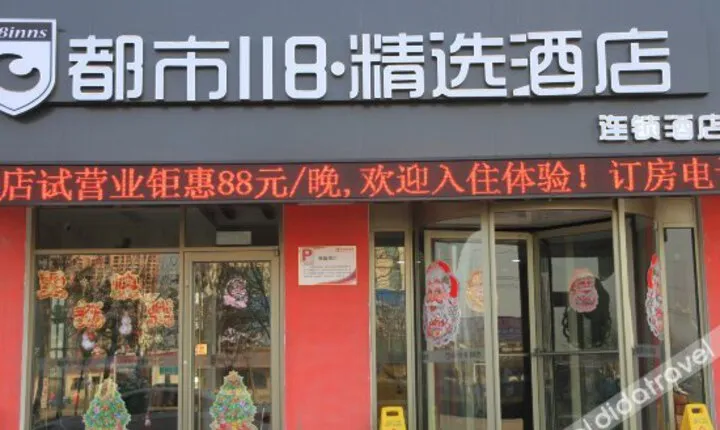 Binns
都市118·精选酒店
连锁酒店
店试营业钜惠88元/晚,欢迎入住体验！订房电
didatravel